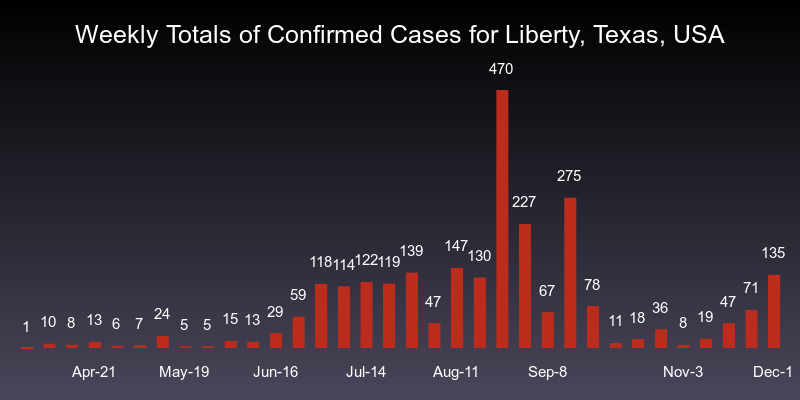 Weekly Totals of Confirmed Cases for Liberty, Texas, USA
1 10 8 13 6 7 24 5 5 15 13 29 59 118 114 122 119 139 47 147 130 470 227 67 275 78 11 18 36 8 19 47 71 135
Apr-21 May-19 Jun-16 Jul-14 Aug-11 Sep-8 Nov-3 Dec-1